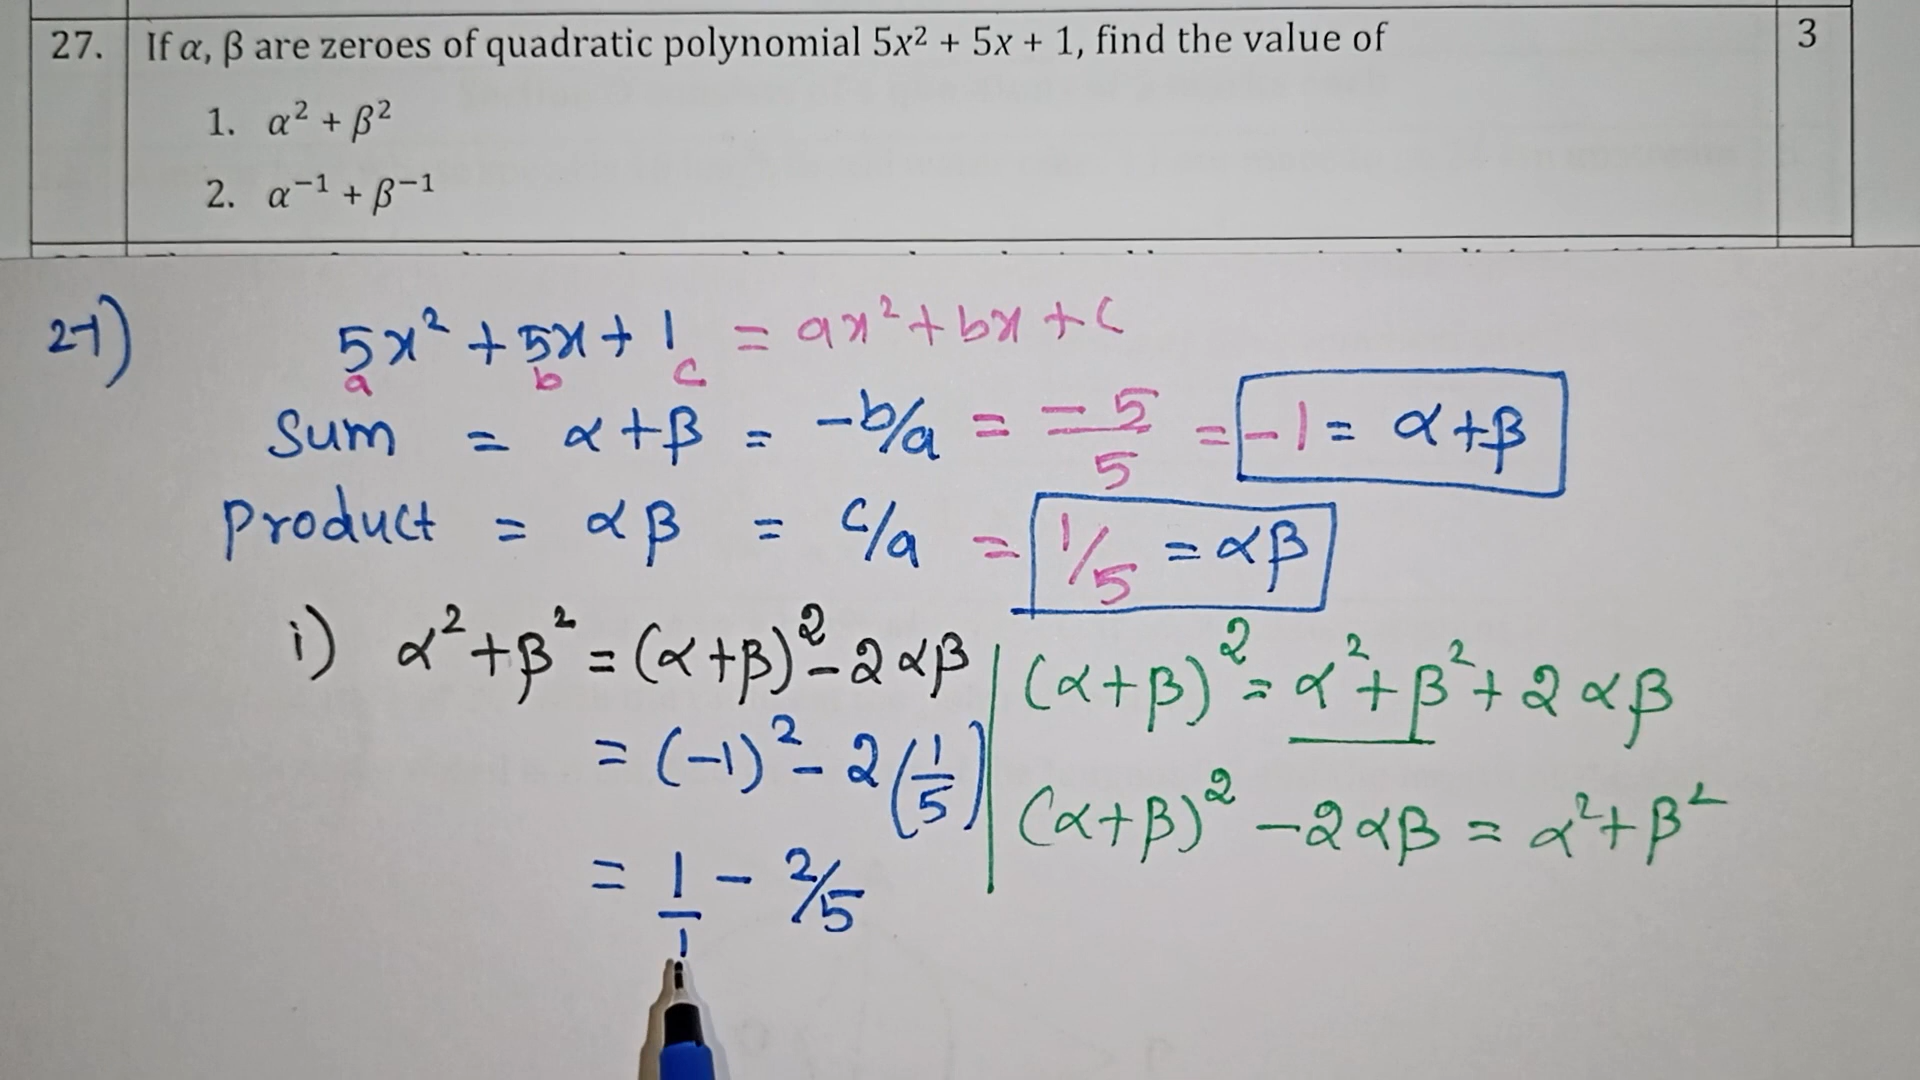 27. If α, β are zeroes of quadratic polynomial 5x² + 5x + 1, find the value of 3
1. α² + β²
2. α⁻¹ + β⁻¹
27) 5x² + 5x + 1 = ax² + bx + c
a b c
Sum = α + β = -b/a = -5/5 = -1 = α + β
Product = αβ = c/a = 1/5 = αβ
i) α² + β² = (α + β)² - 2αβ
= (-1)² - 2(1/5)
= 1/1 - 2/5
(α + β)² = α² + β² + 2αβ
(α + β)² - 2αβ = α² + β²